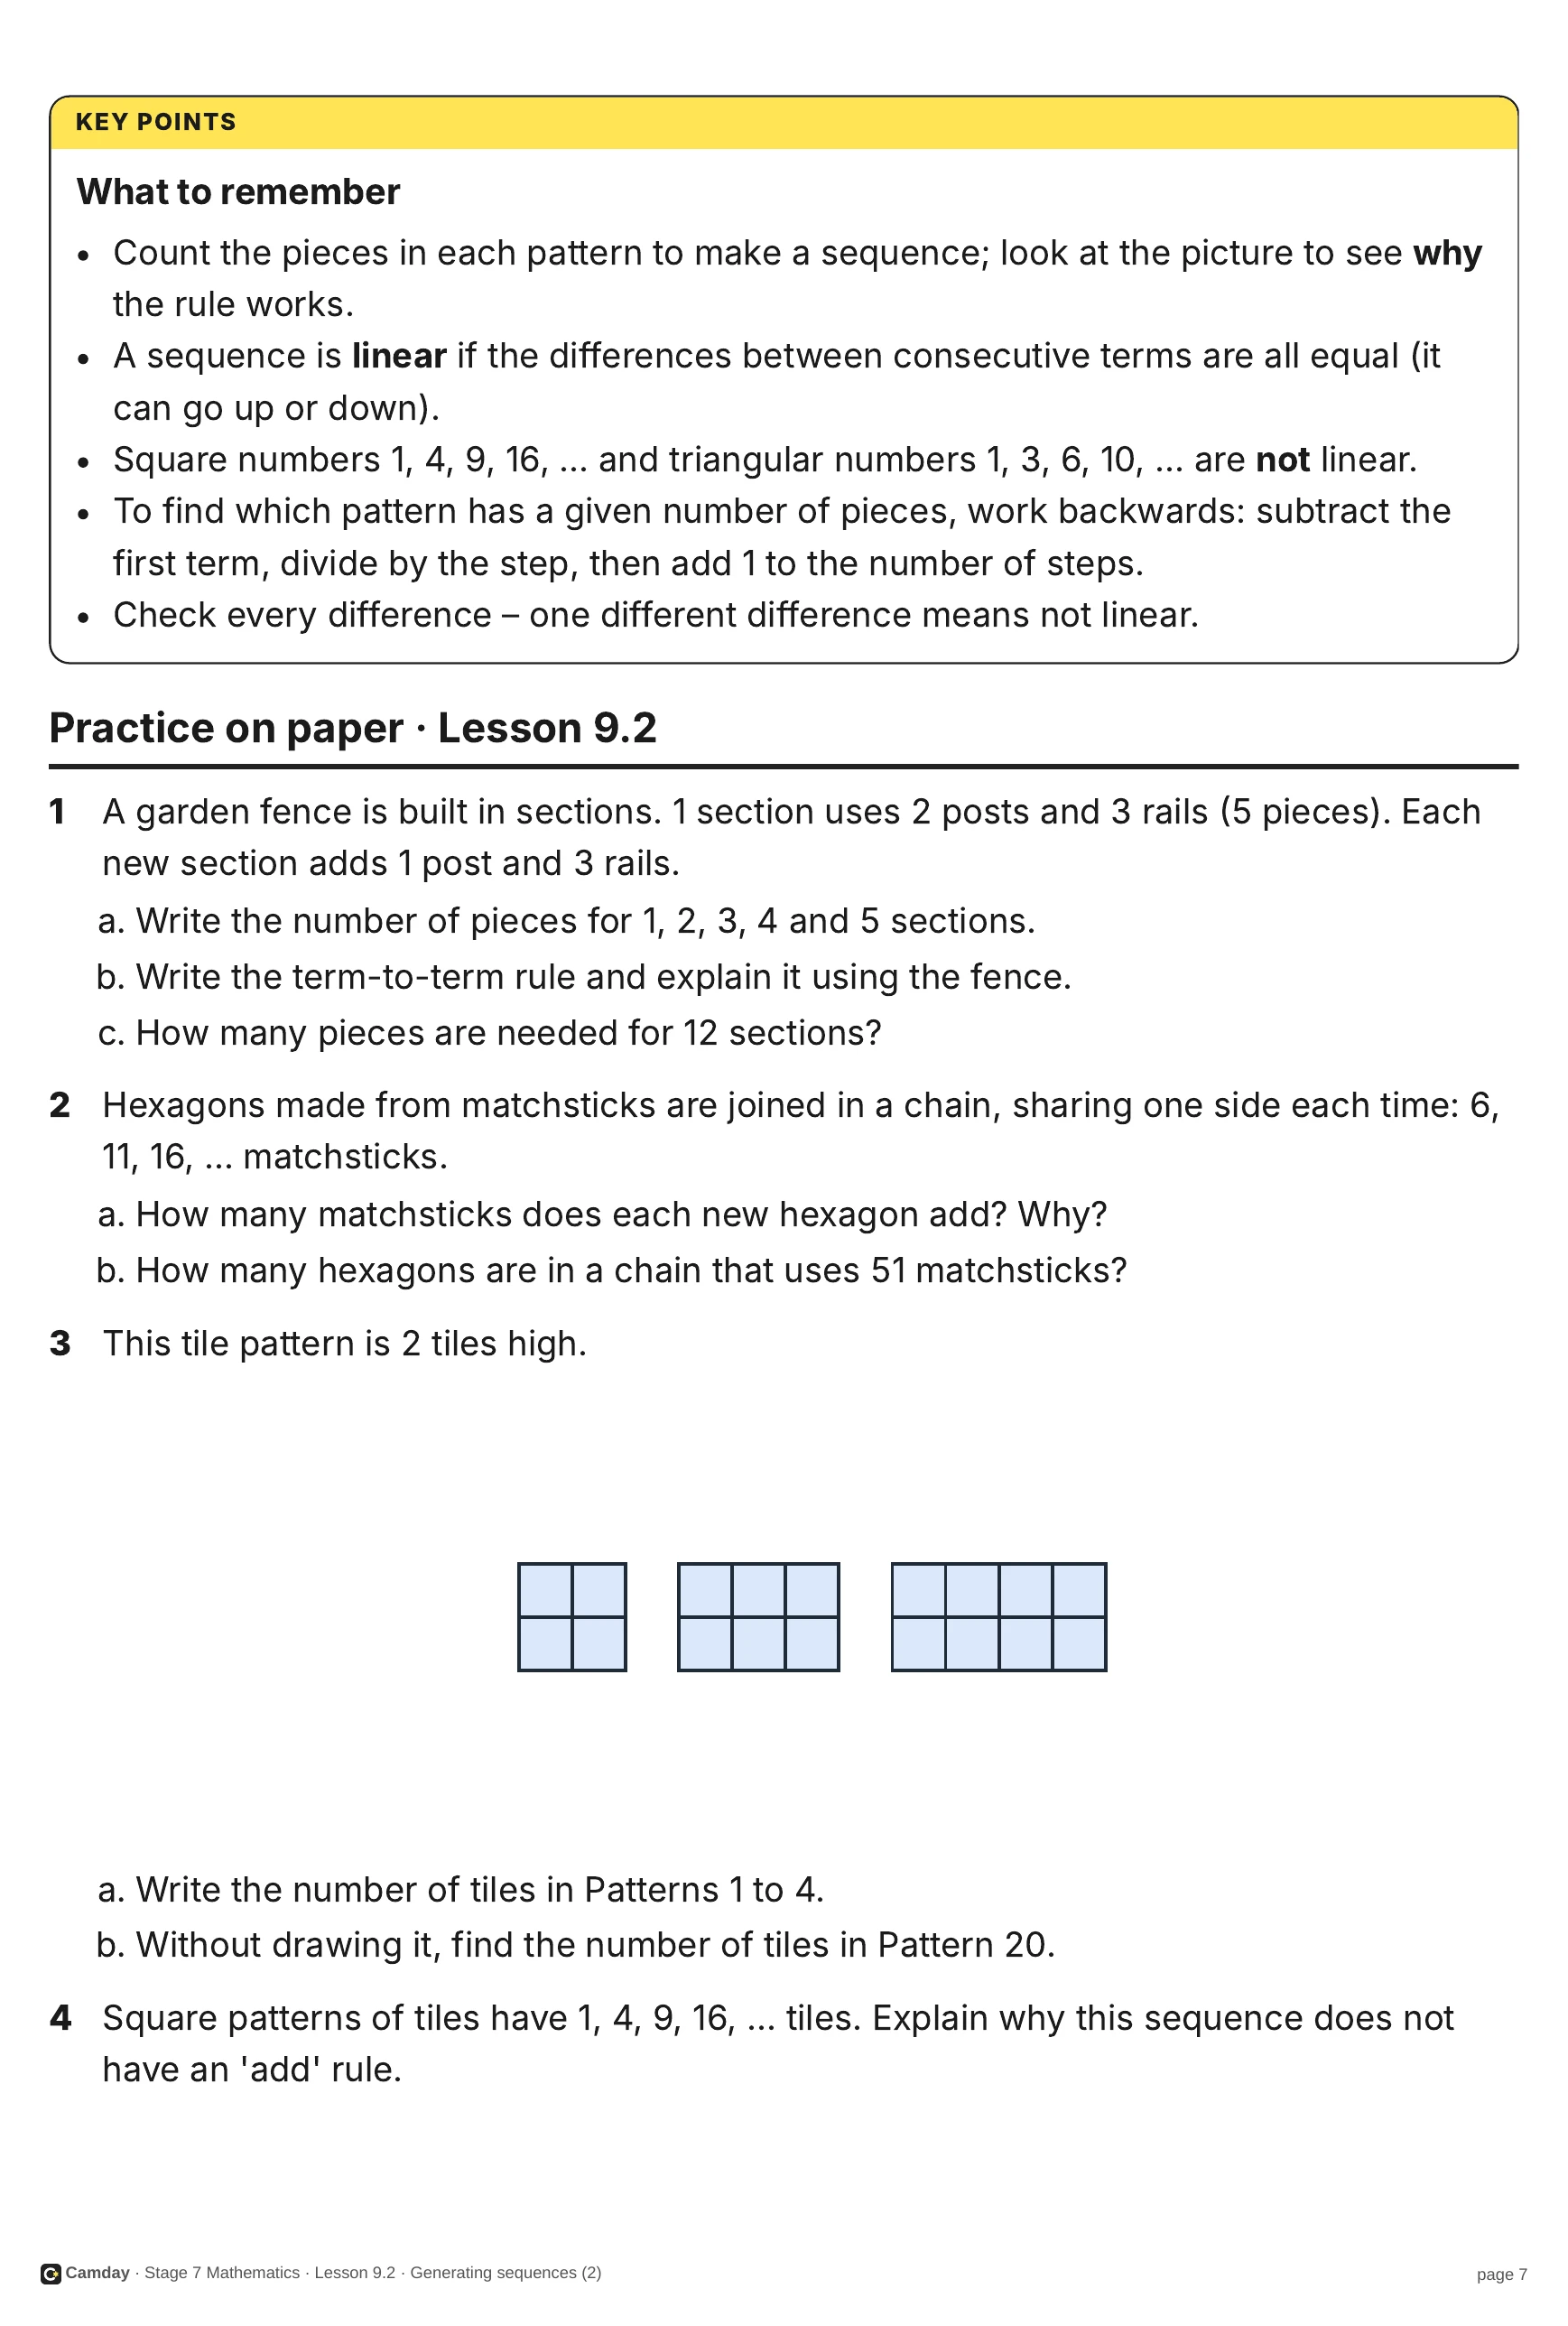 KEY POINTS
What to remember
• Count the pieces in each pattern to make a sequence; look at the picture to see why
the rule works.
• A sequence is linear if the differences between consecutive terms are all equal (it
can go up or down).
• Square numbers 1, 4, 9, 16, … and triangular numbers 1, 3, 6, 10, … are not linear.
• To find which pattern has a given number of pieces, work backwards: subtract the
first term, divide by the step, then add 1 to the number of steps.
• Check every difference – one different difference means not linear.
Practice on paper · Lesson 9.2
1 A garden fence is built in sections. 1 section uses 2 posts and 3 rails (5 pieces). Each
new section adds 1 post and 3 rails.
a. Write the number of pieces for 1, 2, 3, 4 and 5 sections.
b. Write the term-to-term rule and explain it using the fence.
c. How many pieces are needed for 12 sections?
2 Hexagons made from matchsticks are joined in a chain, sharing one side each time: 6,
11, 16, … matchsticks.
a. How many matchsticks does each new hexagon add? Why?
b. How many hexagons are in a chain that uses 51 matchsticks?
3 This tile pattern is 2 tiles high.
a. Write the number of tiles in Patterns 1 to 4.
b. Without drawing it, find the number of tiles in Pattern 20.
4 Square patterns of tiles have 1, 4, 9, 16, … tiles. Explain why this sequence does not
have an 'add' rule.
Camday · Stage 7 Mathematics · Lesson 9.2 · Generating sequences (2)
page 7